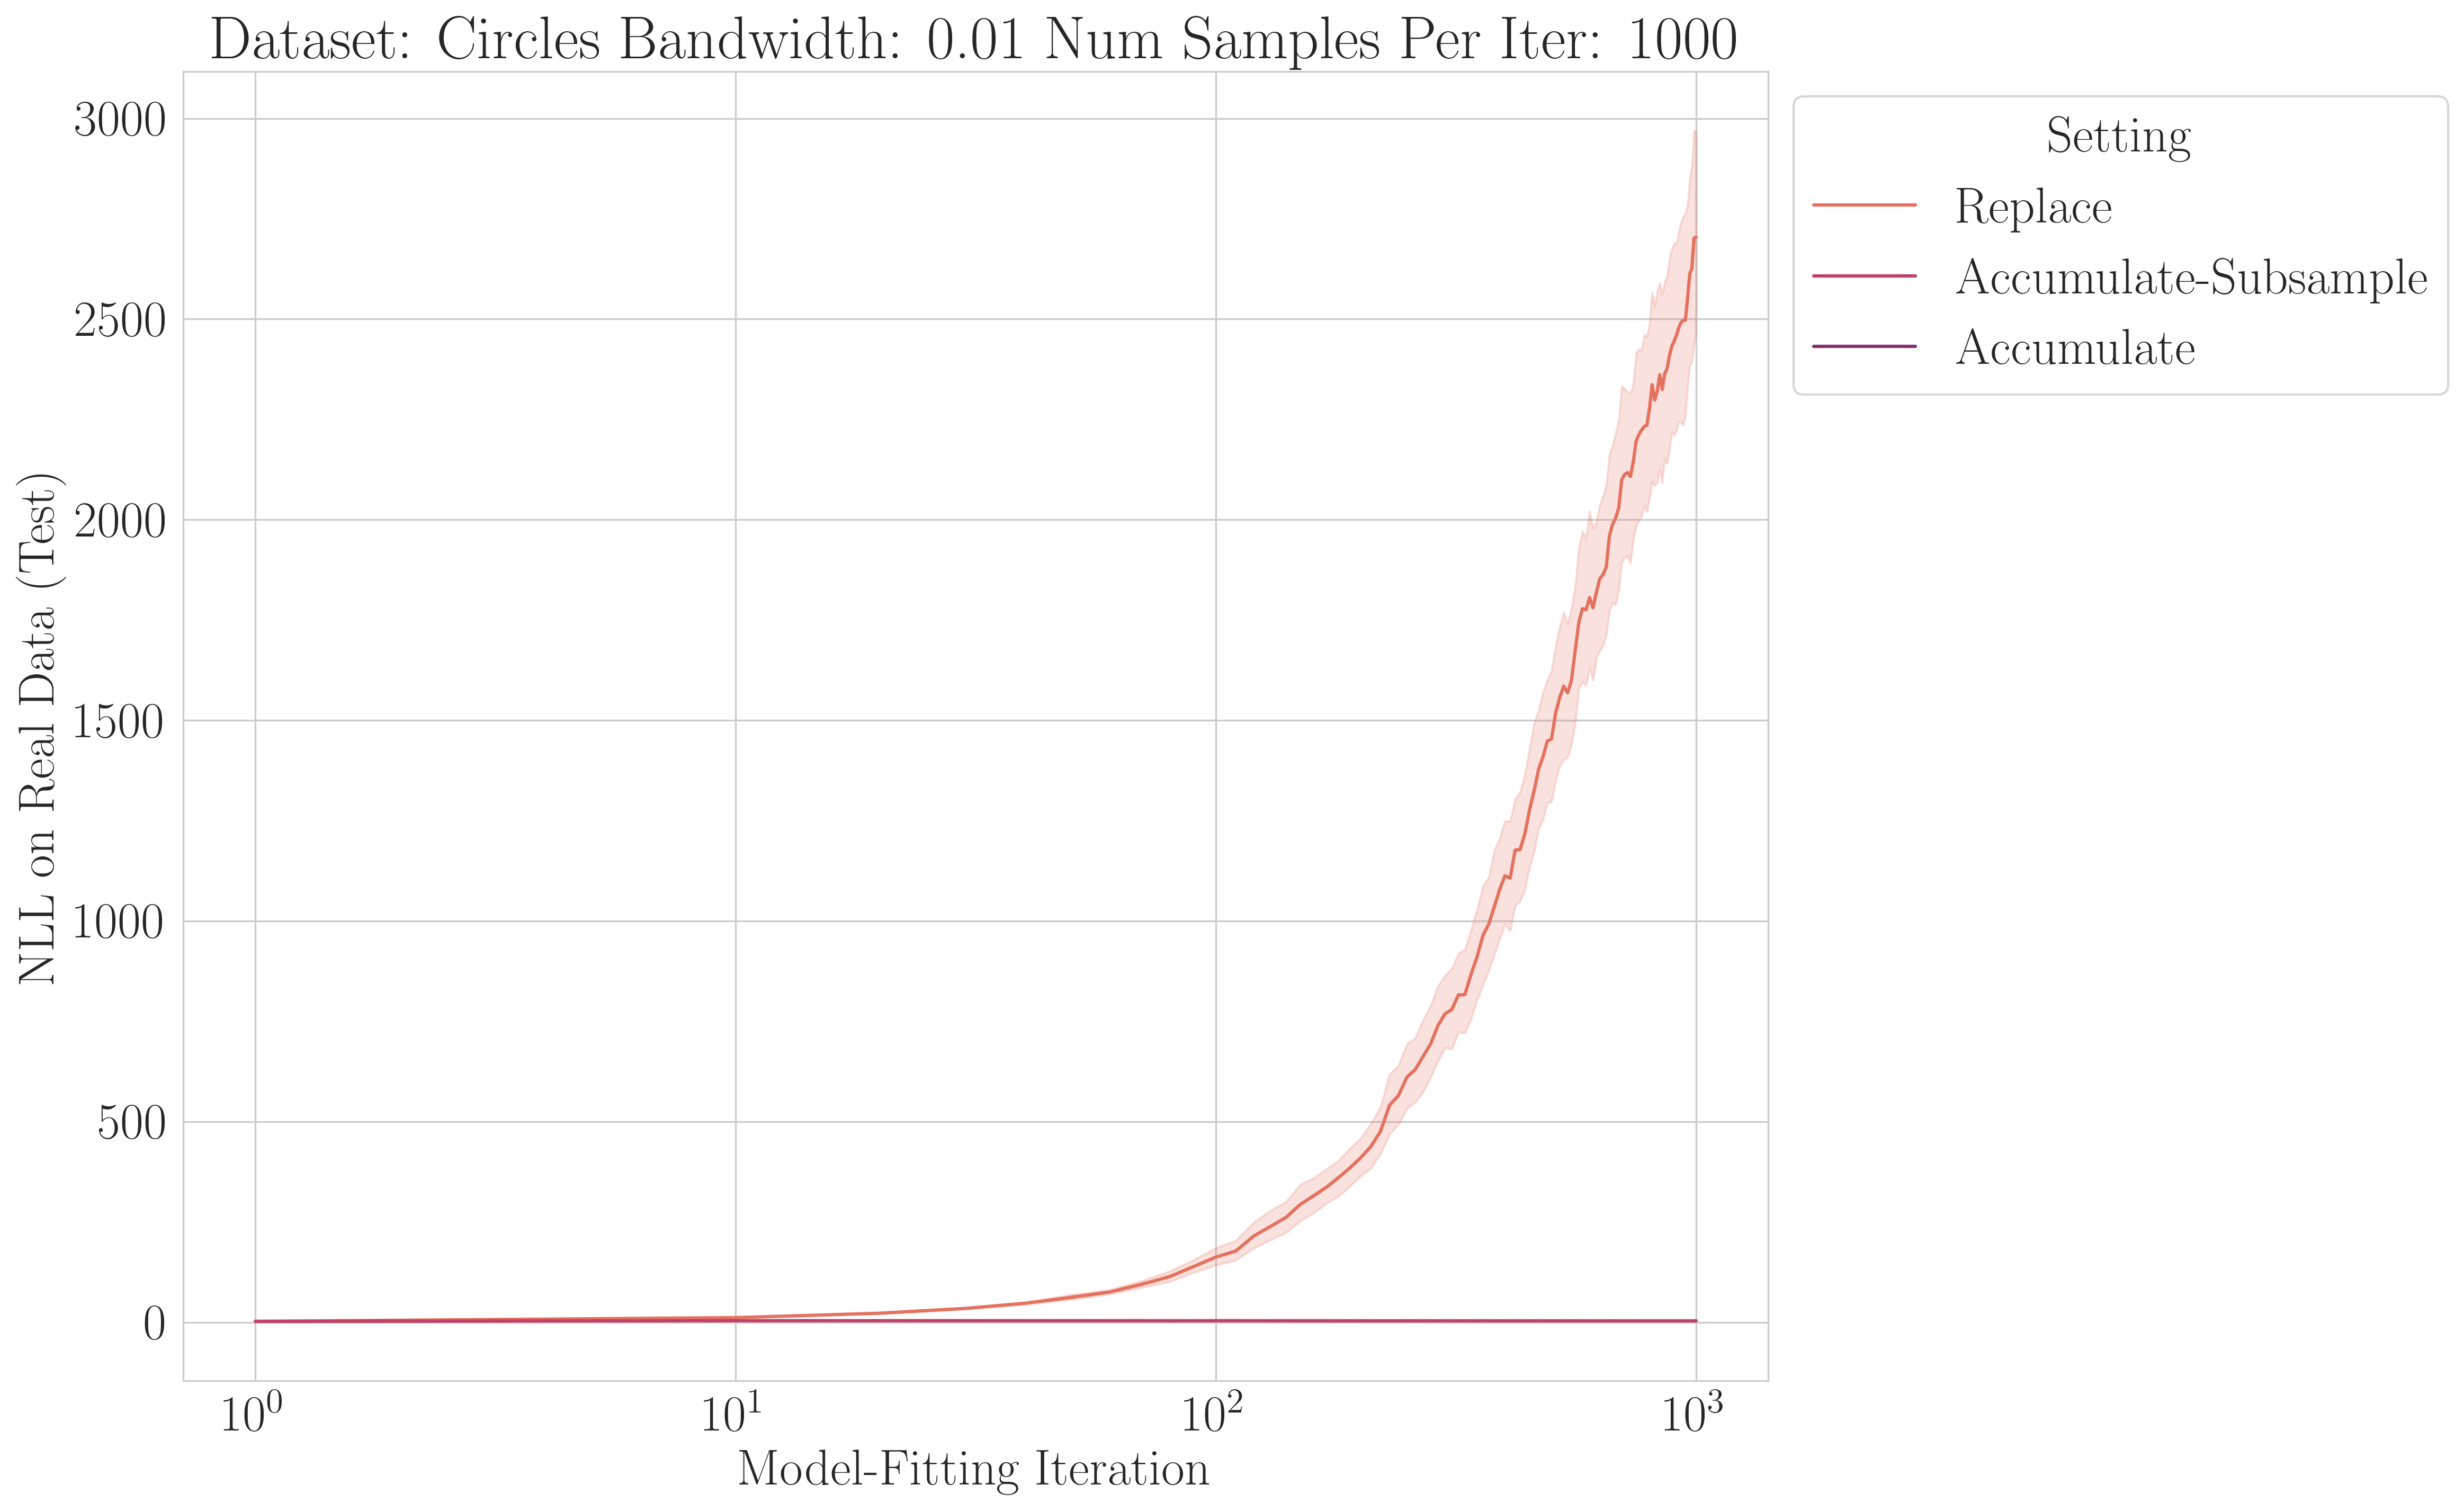 Dataset: Circles Bandwidth: 0.01 Num Samples Per Iter: 1000
3000
2500
2000
1500
1000
500
0
NLL on Real Data (Test)
10^0
10^1
10^2
10^3
Model-Fitting Iteration
Setting
Replace
Accumulate-Subsample
Accumulate